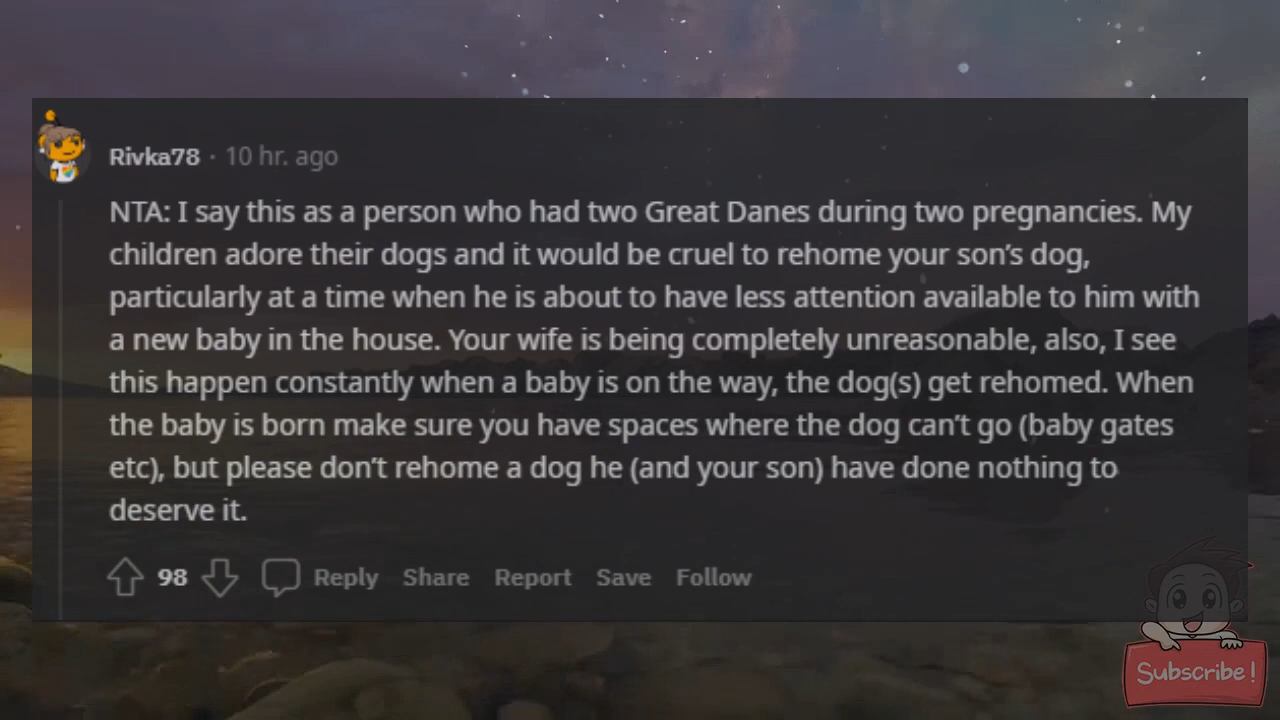 Rivka78 · 10 hr. ago
NTA: I say this as a person who had two Great Danes during two pregnancies. My
children adore their dogs and it would be cruel to rehome your son’s dog,
particularly at a time when he is about to have less attention available to him with
a new baby in the house. Your wife is being completely unreasonable, also, I see
this happen constantly when a baby is on the way, the dog(s) get rehomed. When
the baby is born make sure you have spaces where the dog can’t go (baby gates
etc), but please don’t rehome a dog he (and your son) have done nothing to
deserve it.
98 Reply Share Report Save Follow
Subscribe!